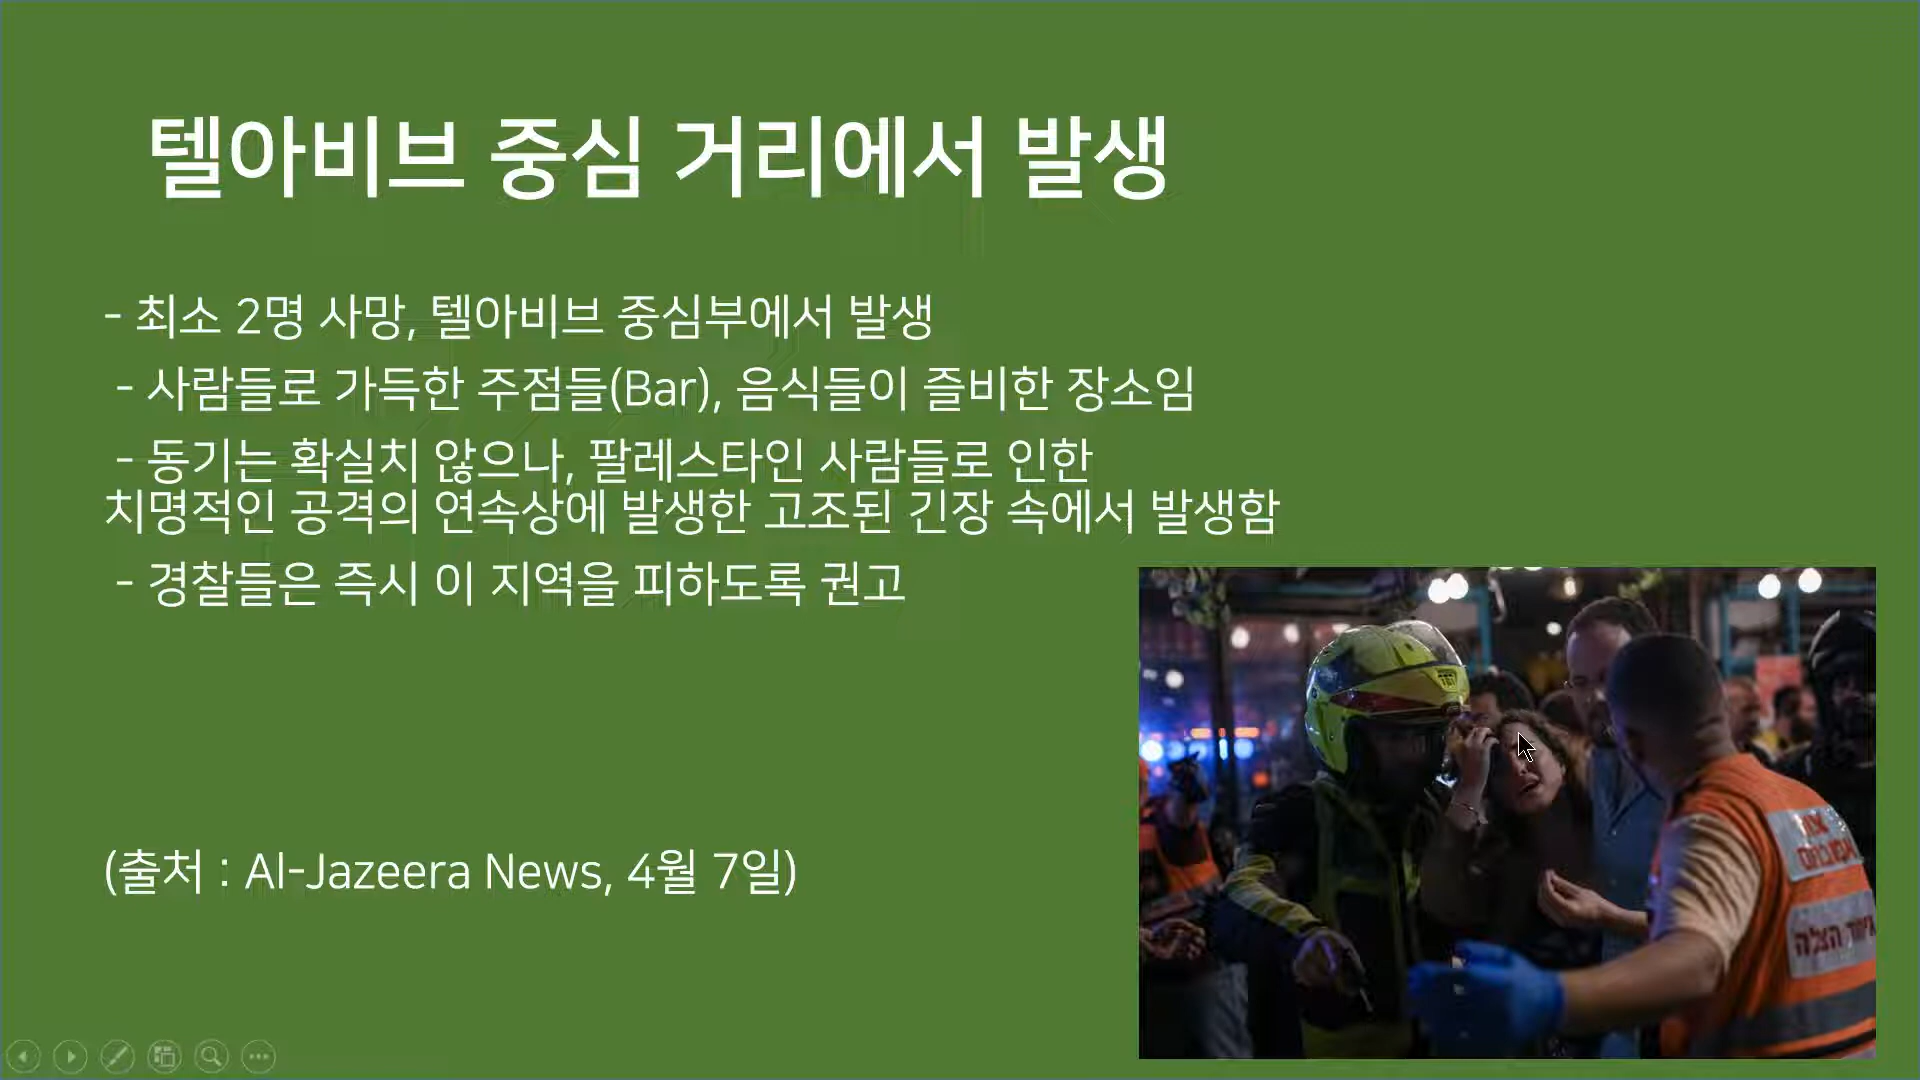 텔아비브 중심 거리에서 발생
- 최소 2명 사망, 텔아비브 중심부에서 발생
- 사람들로 가득한 주점들(Bar), 음식들이 즐비한 장소임
- 동기는 확실치 않으나, 팔레스타인 사람들로 인한
치명적인 공격의 연속상에 발생한 고조된 긴장 속에서 발생함
- 경찰들은 즉시 이 지역을 피하도록 권고
(출처 : Al-Jazeera News, 4월 7일)
איחוד הצלה